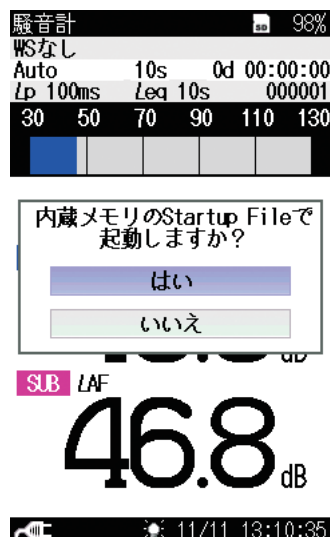 騒音計 SD 98%
WSなし
Auto 10s 0d 00:00:00
Lp 100ms Leq 10s 000001
30 50 70 90 110 130
内蔵メモリのStartup Fileで
起動しますか？
はい
いいえ
dB
SUB LAF
46.8 dB
11/11 13:10:35